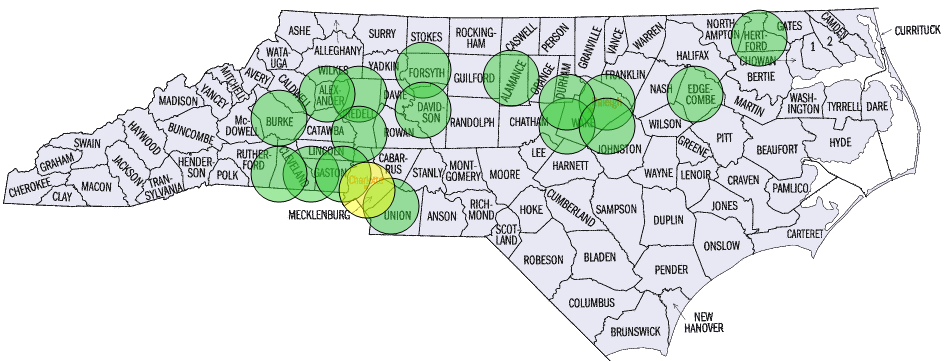 ASHE
ALLEGHANY
SURRY
STOKES
ROCKING-
HAM
CASWELL
PERSON
GRANVILLE
VANCE
WARREN
NORTH
AMPTON
HERT-
FORD
GATES
CAMDEN
CURRITUCK
1
2
WATA-
UGA
WILKES
YADKIN
FORSYTH
GUILFORD
ALAMANCE
ORANGE
DURHAM
FRANKLIN
HALIFAX
CHOWAN
BERTIE
MITCHELL
AVERY
CALDWELL
ALEX-
ANDER
NASH
EDGE-
COMBE
MARTIN
WASH-
INGTON
TYRRELL
DARE
MADISON
YANCEY
BURKE
IREDELL
DAVID-
SON
RANDOLPH
CHATHAM
WILSON
PITT
BEAUFORT
HYDE
Mc-
DOWELL
CATAWBA
ROWAN
SWAIN
HAYWOOD
BUNCOMBE
GRAHAM
JACKSON
HENDER-
SON
POLK
RUTHER-
FORD
CLEVELAND
LINCOLN
GASTON
CABAR-
RUS
STANLY
MONT-
GOMERY
MOORE
LEE
HARNETT
JOHNSTON
GREENE
WAYNE
LENOIR
CRAVEN
PAMLICO
CHEROKEE
CLAY
MACON
TRAN-
SYLVANIA
Charlotte
MECKLENBURG
UNION
ANSON
RICH-
MOND
HOKE
CUMBERLAND
SAMPSON
DUPLIN
JONES
CARTERET
SCOT-
LAND
ROBESON
BLADEN
ONSLOW
PENDER
COLUMBUS
BRUNSWICK
NEW
HANOVER